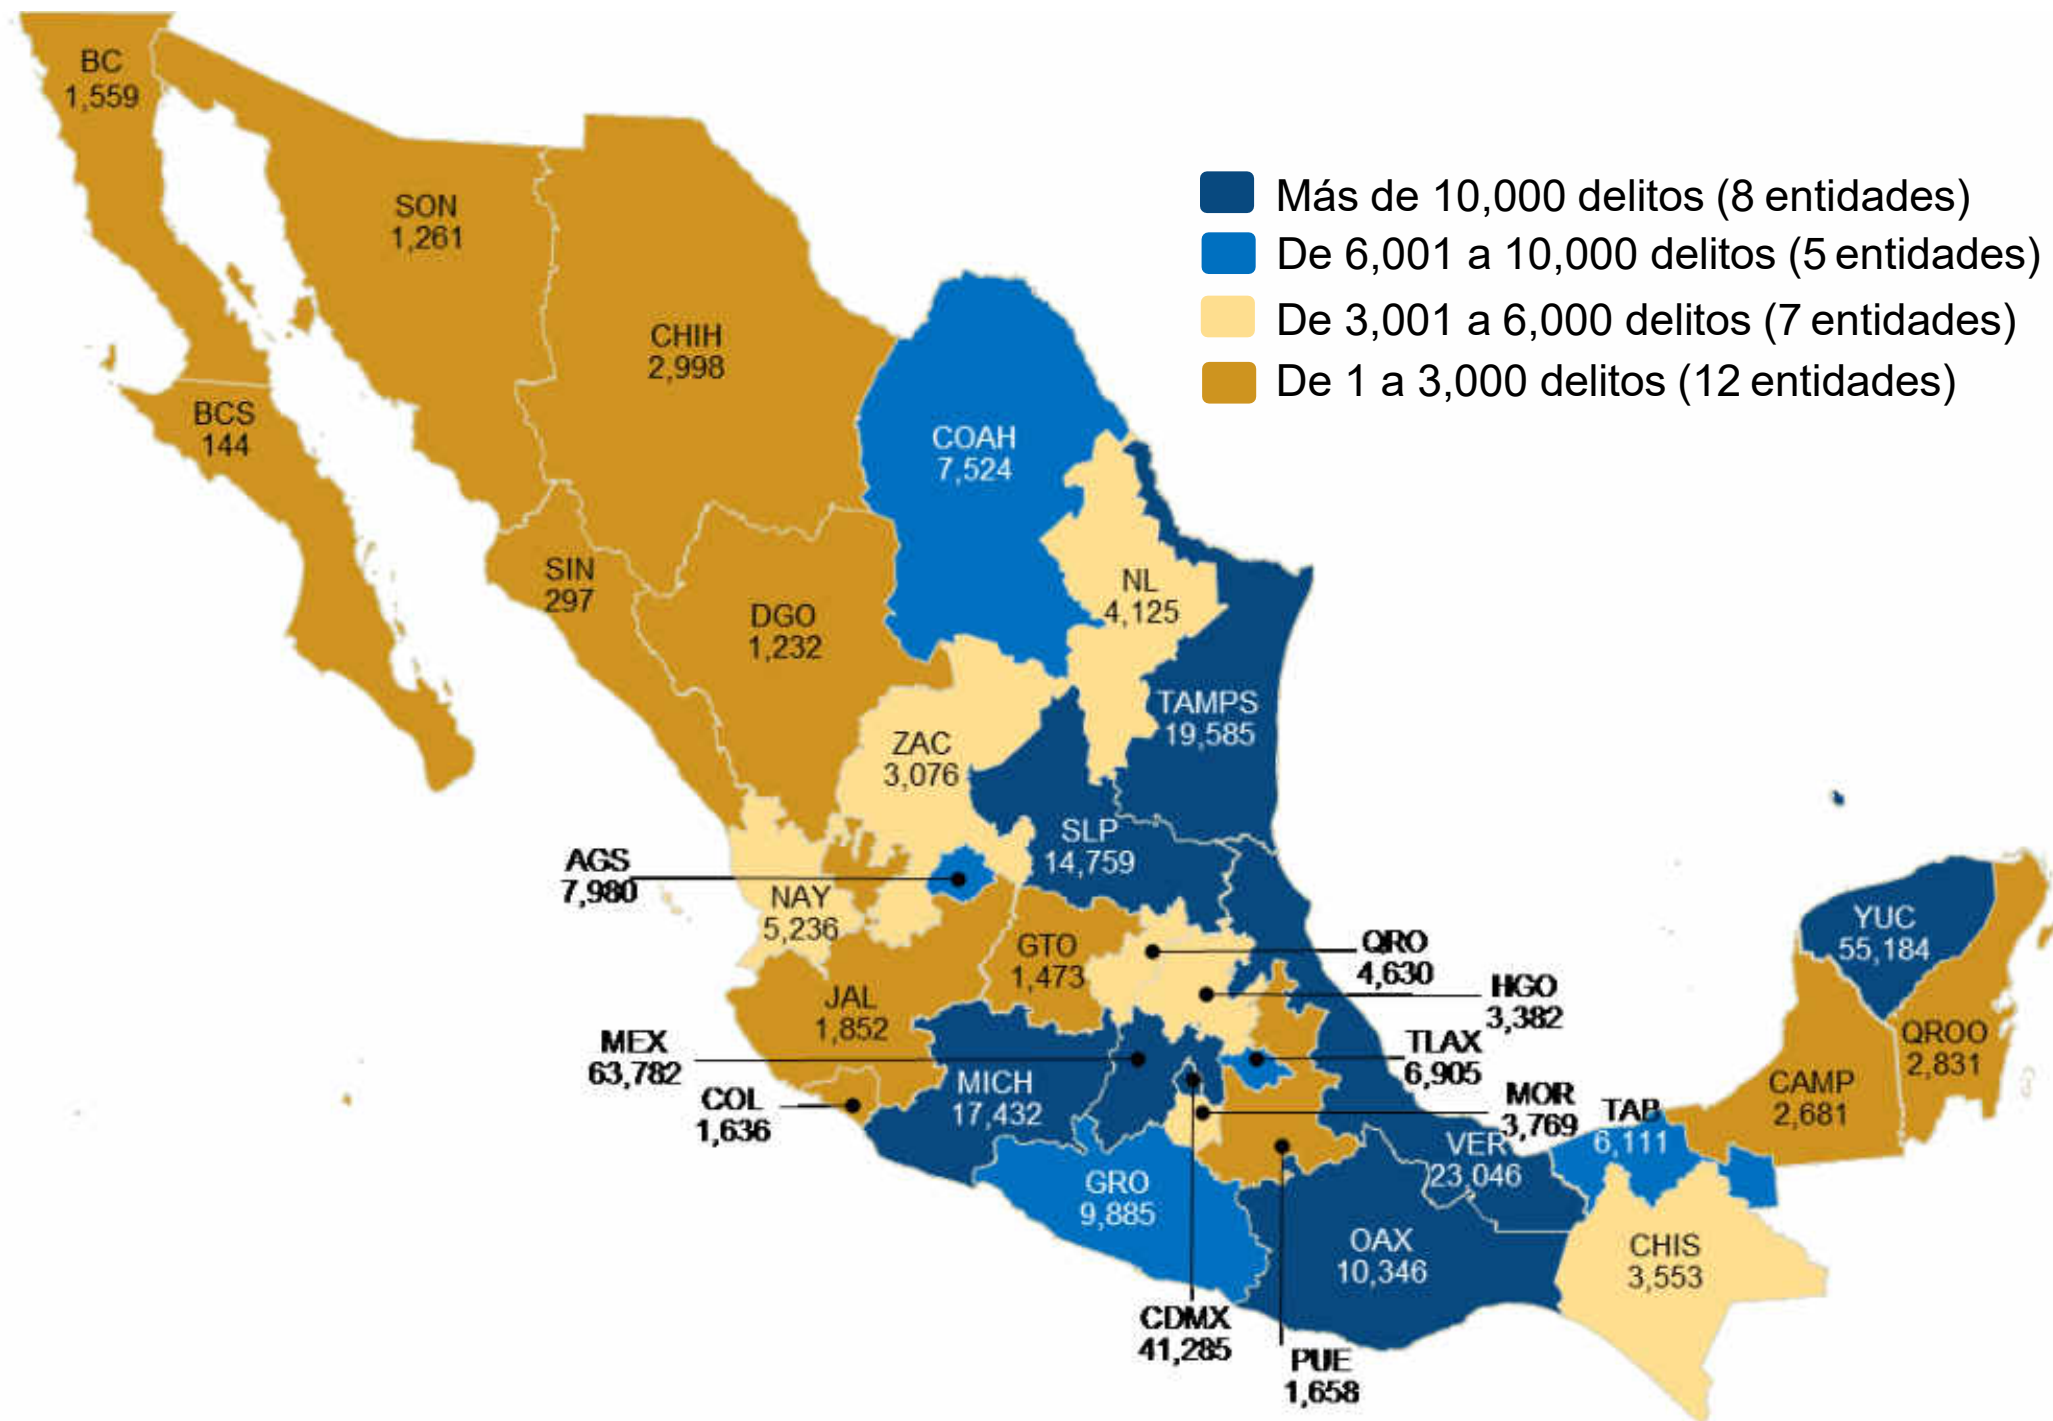 BC
1,559
SON
1,261
Más de 10,000 delitos (8 entidades)
De 6,001 a 10,000 delitos (5 entidades)
De 3,001 a 6,000 delitos (7 entidades)
De 1 a 3,000 delitos (12 entidades)
CHIH
2,998
BCS
144
COAH
7,524
SIN
297
NL
4,125
DGO
1,232
TAMPS
19,585
ZAC
3,076
SLP
14,759
AGS
7,980
NAY
5,236
YUC
55,184
GTO
1,473
QRO
4,630
JAL
1,852
HGO
3,382
MEX
63,782
TLAX
6,905
QROO
2,831
MICH
17,432
CAMP
2,681
COL
1,636
MOR
3,769
TAB
6,111
VER
23,046
GRO
9,885
OAX
10,346
CHIS
3,553
CDMX
41,285
PUE
1,658